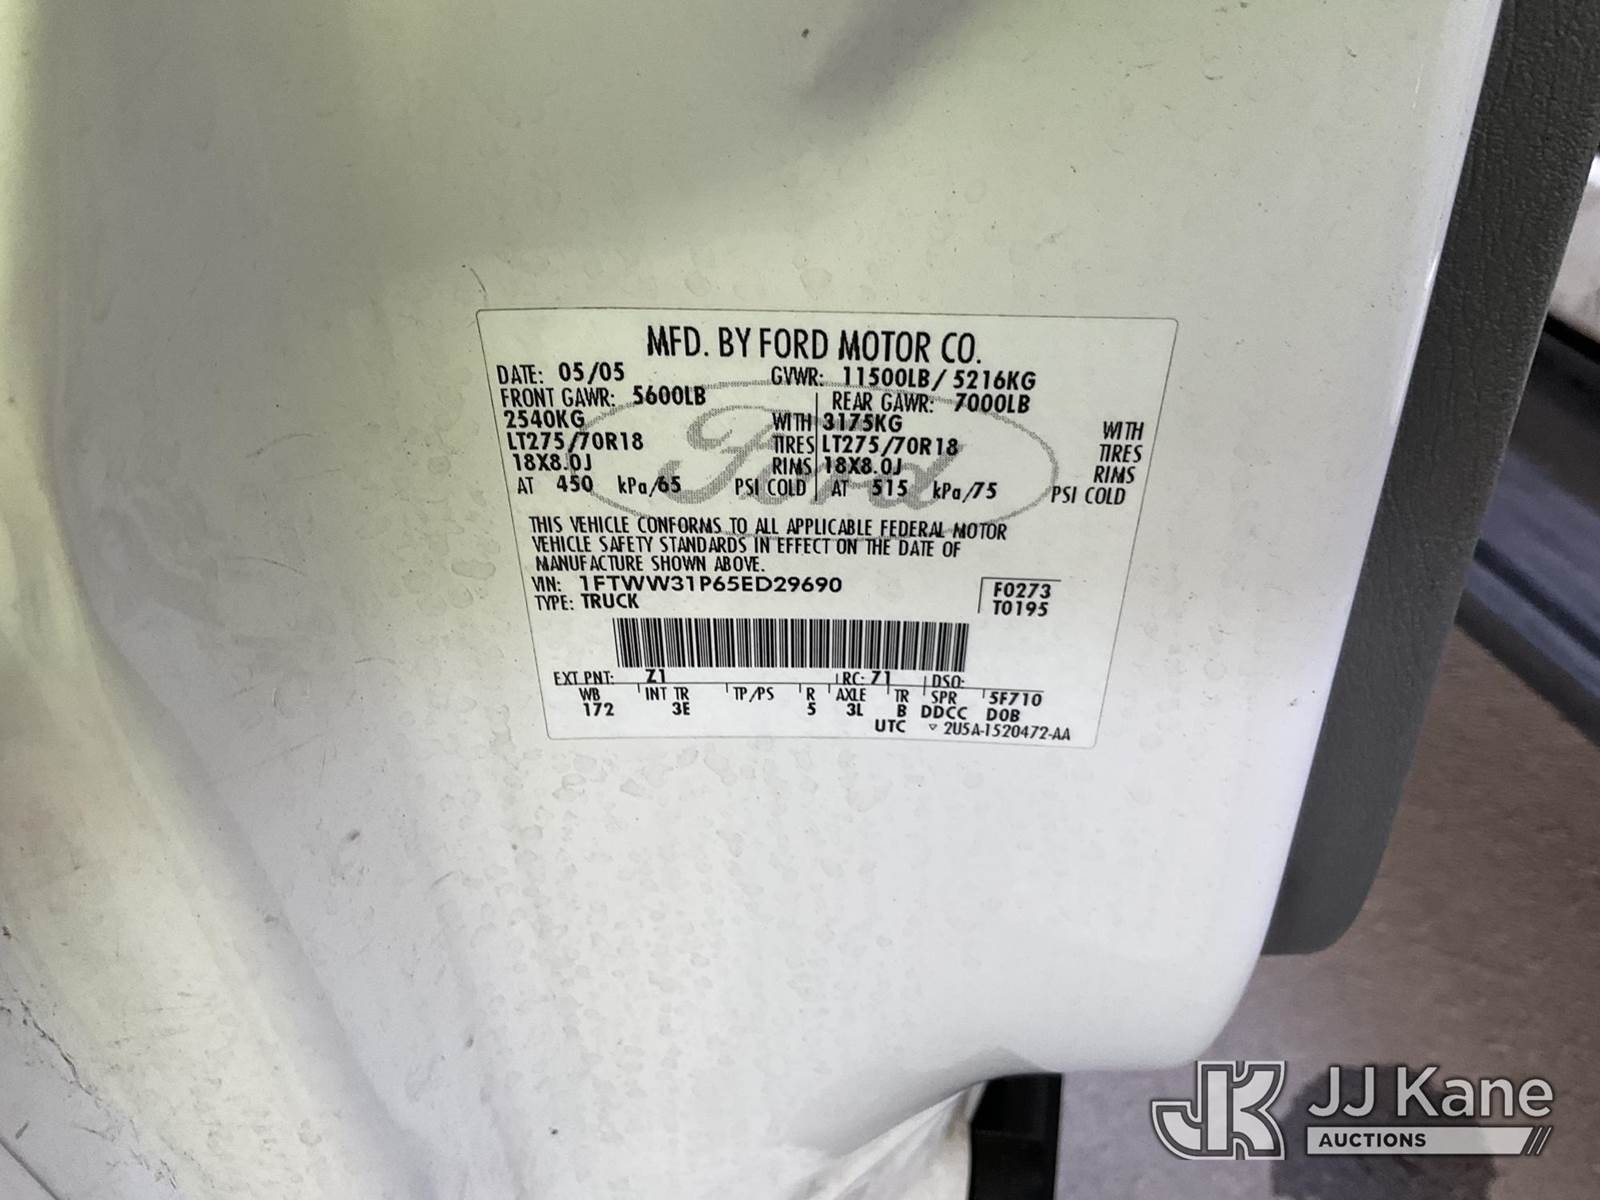 MFD. BY FORD MOTOR CO.
DATE: 05/05 GVWR: 11500LB/ 5216KG
FRONT GAWR: 5600LB REAR GAWR: 7000LB
2540KG WITH 3175KG WITH
LT275/70R18 TIRES LT275/70R18 TIRES
18X8.0J RIMS 18X8.0J RIMS
AT 450 kPa/65 PSI COLD AT 515 kPa/75 PSI COLD
Ford
THIS VEHICLE CONFORMS TO ALL APPLICABLE FEDERAL MOTOR
VEHICLE SAFETY STANDARDS IN EFFECT ON THE DATE OF
MANUFACTURE SHOWN ABOVE.
VIN: 1FTWW31P65ED29690 F0273
TYPE: TRUCK T0195
EXT PNT: Z1 RC: 71 DSO:
WB INT TR TP/PS R AXLE TR SPR 5F710
172 3E 5 3L B DDCC D0B
UTC ▿ 2U5A-1520472-AA
JK JJ Kane
AUCTIONS